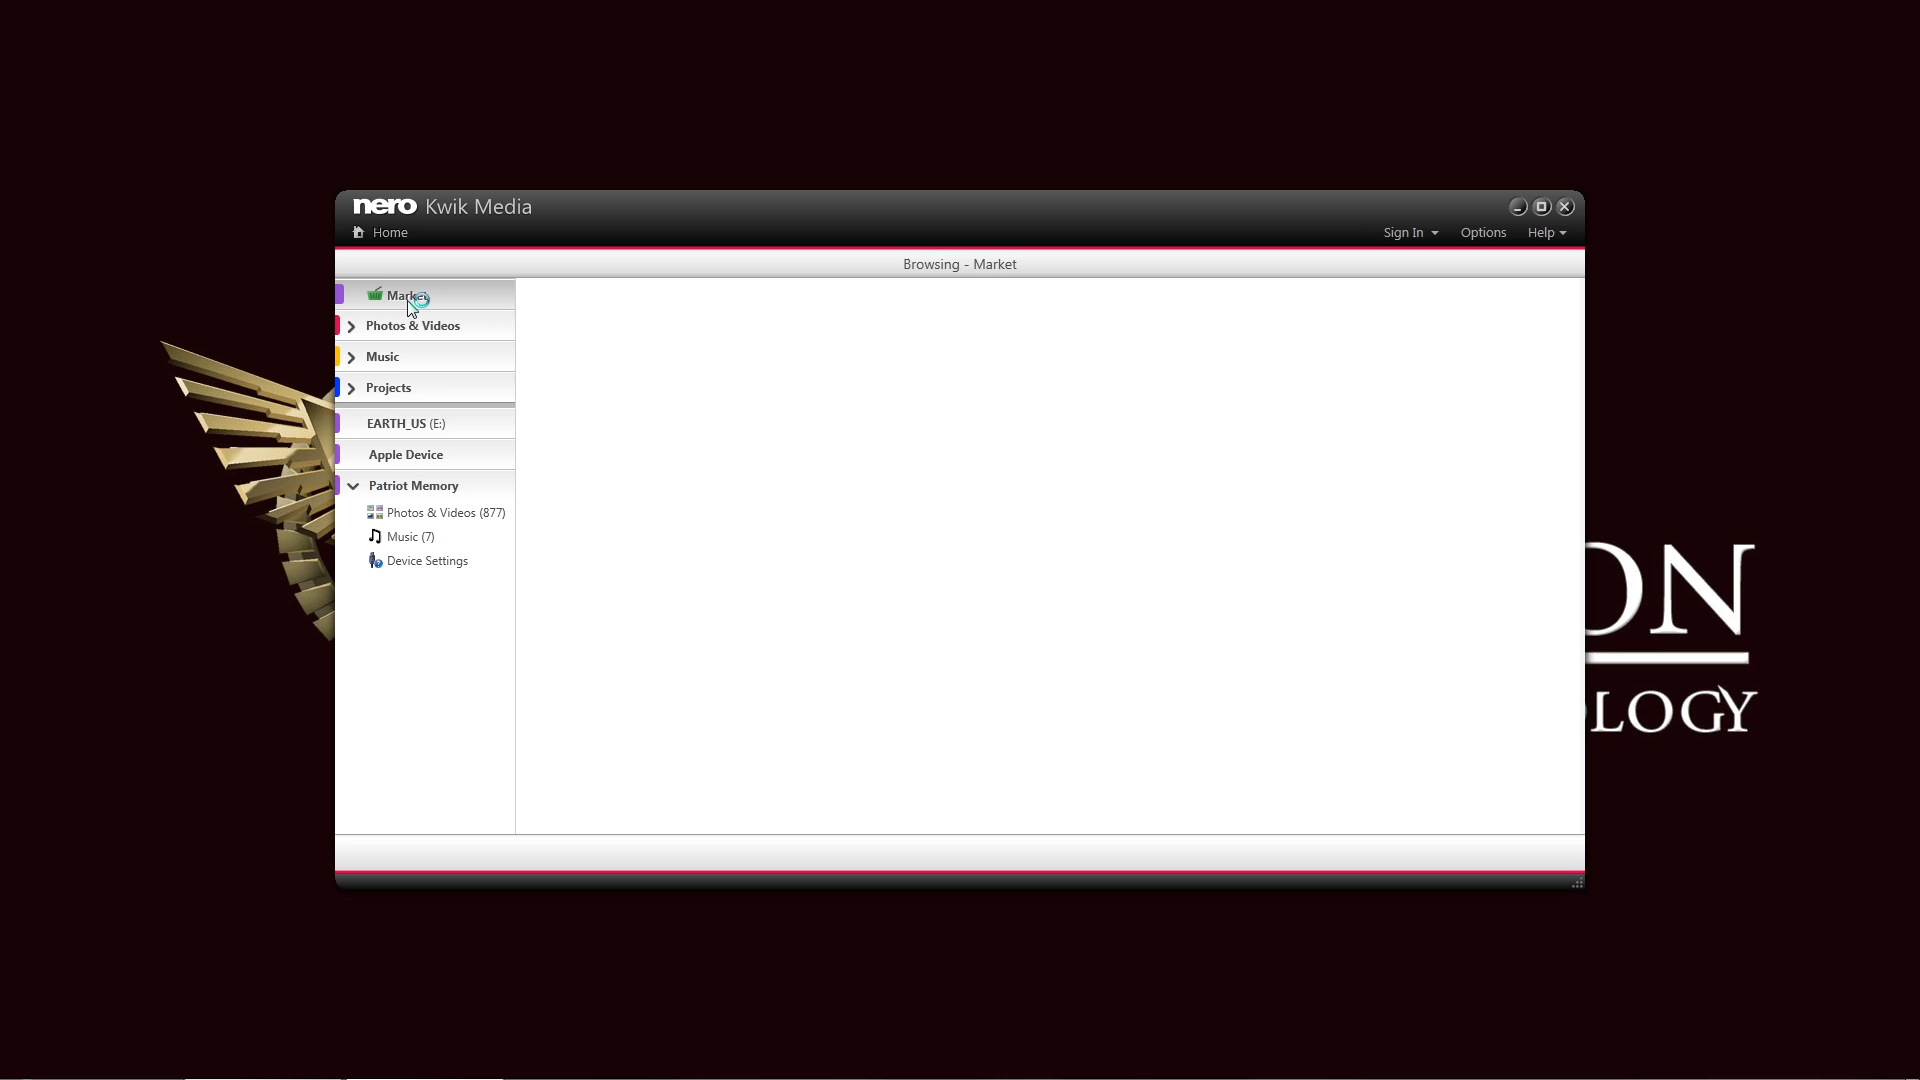 nero Kwik Media
Home
Sign In
Options
Help
Browsing - Market
Market
Photos & Videos
Music
Projects
EARTH_US (E:)
Apple Device
Patriot Memory
Photos & Videos (877)
Music (7)
Device Settings
ON
LOGY